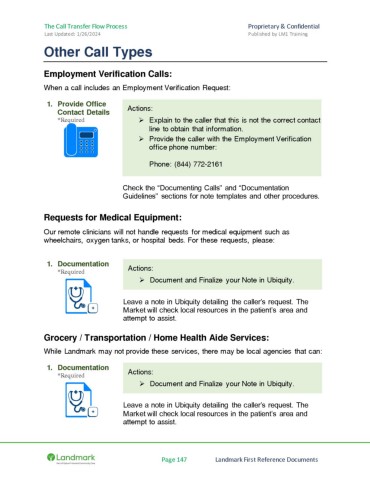 The Call Transfer Flow Process Proprietary & Confidential
Last Updated: 1/26/2024 Published by LM1 Training
Other Call Types
Employment Verification Calls:
When a call includes an Employment Verification Request:
1. Provide Office
Contact Details
*Required
Actions:
➢ Explain to the caller that this is not the correct contact
line to obtain that information.
➢ Provide the caller with the Employment Verification
office phone number:
Phone: (844) 772-2161
Check the “Documenting Calls” and “Documentation
Guidelines” sections for note templates and other procedures.
Requests for Medical Equipment:
Our remote clinicians will not handle requests for medical equipment such as
wheelchairs, oxygen tanks, or hospital beds. For these requests, please:
1. Documentation
*Required
Actions:
➢ Document and Finalize your Note in Ubiquity.
Leave a note in Ubiquity detailing the caller’s request. The
Market will check local resources in the patient’s area and
attempt to assist.
Grocery / Transportation / Home Health Aide Services:
While Landmark may not provide these services, there may be local agencies that can:
1. Documentation
*Required
Actions:
➢ Document and Finalize your Note in Ubiquity.
Leave a note in Ubiquity detailing the caller’s request. The
Market will check local resources in the patient’s area and
attempt to assist.
Landmark
Page 147 Landmark First Reference Documents